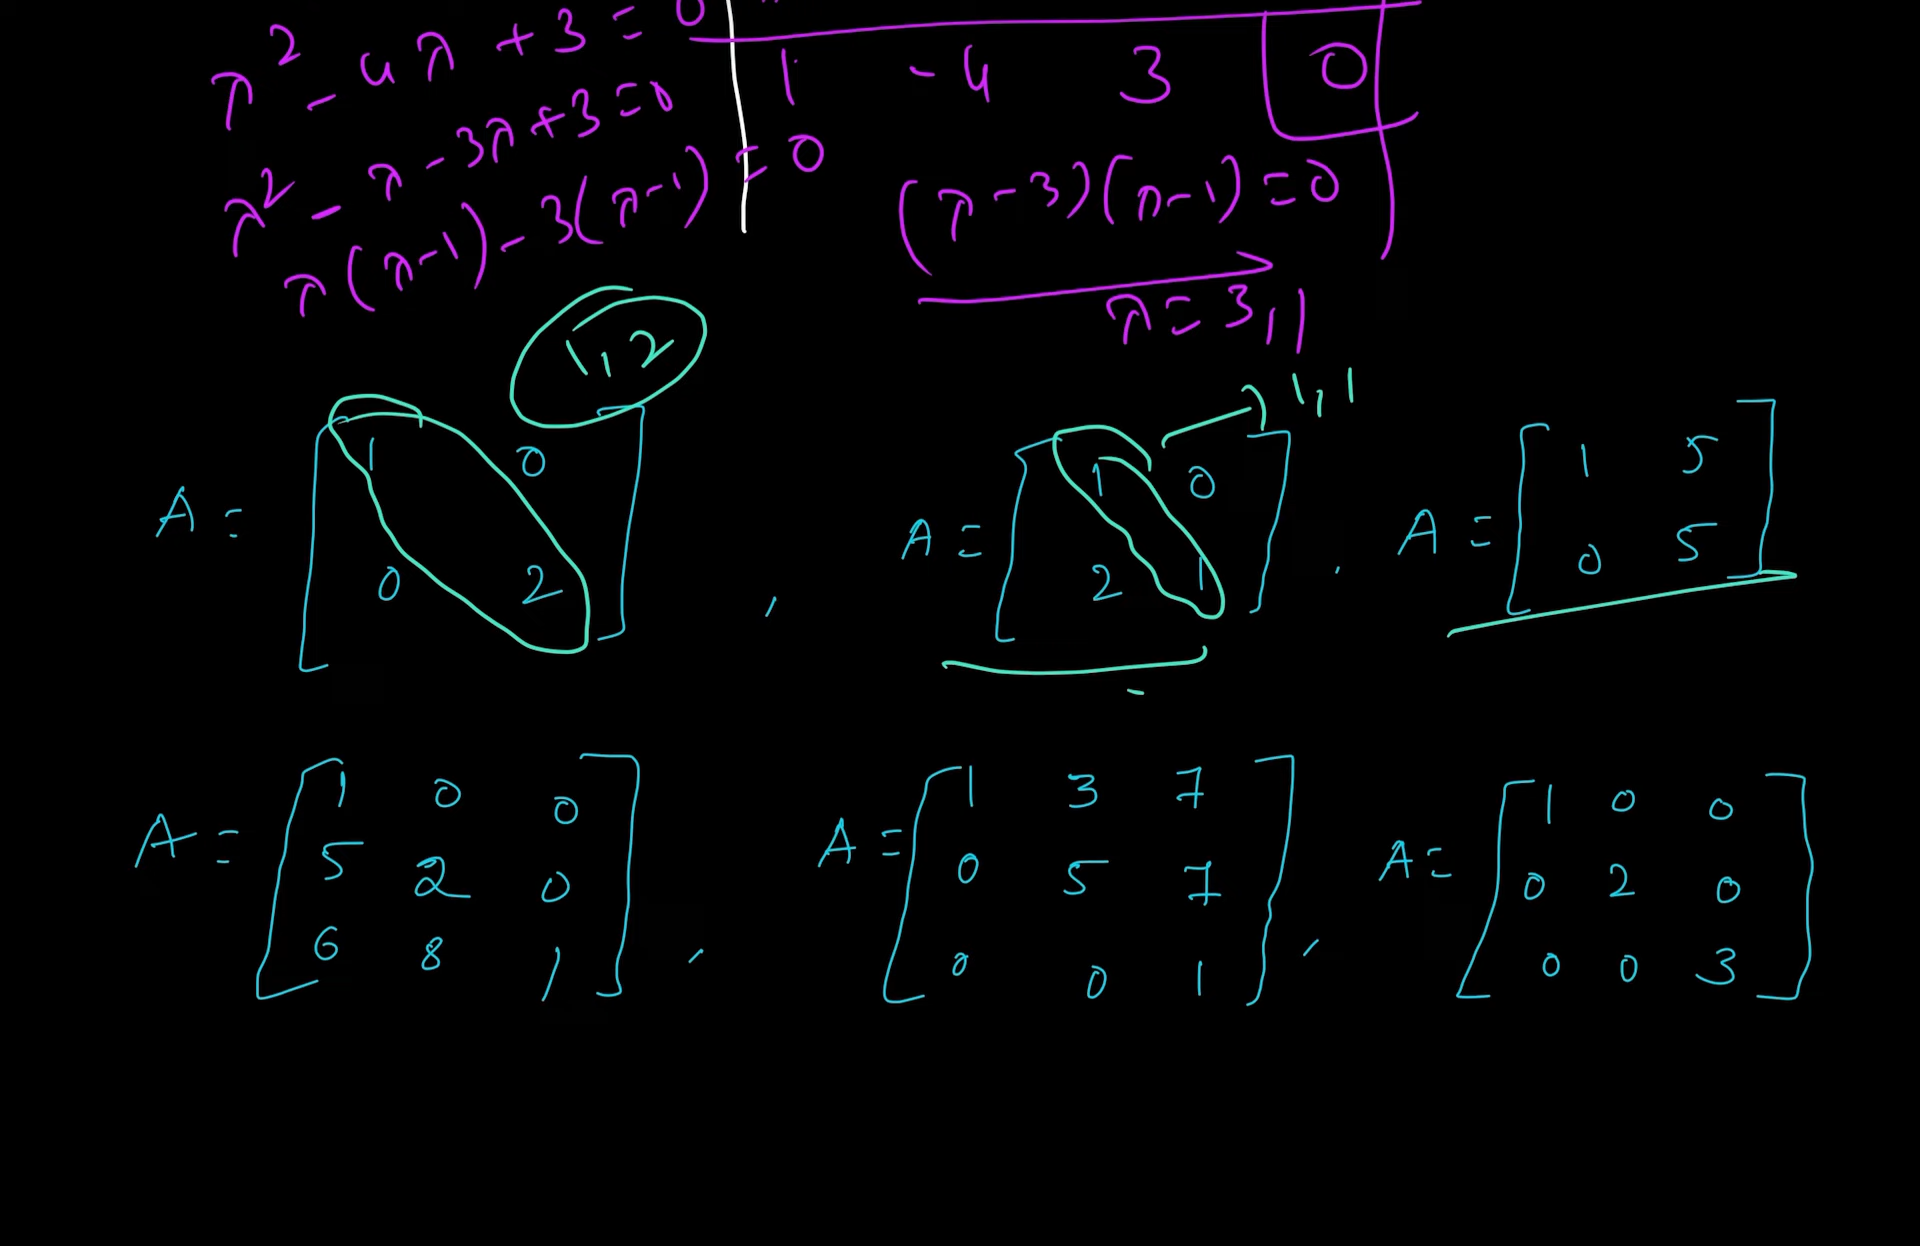 λ² - 4λ + 3 = 0
1 -4 3 0
λ² - λ - 3λ + 3 = 0
λ(λ-1) - 3(λ-1) = 0
(λ-3)(λ-1) = 0
λ = 3, 1
1, 2
1, 1
A = [1 0
0 2] , A = [1 0
2 1] , A = [1 5
0 5]
A = [1 0 0
5 2 0
6 8 1] , A = [1 3 7
0 5 7
0 0 1] , A = [1 0 0
0 2 0
0 0 3]